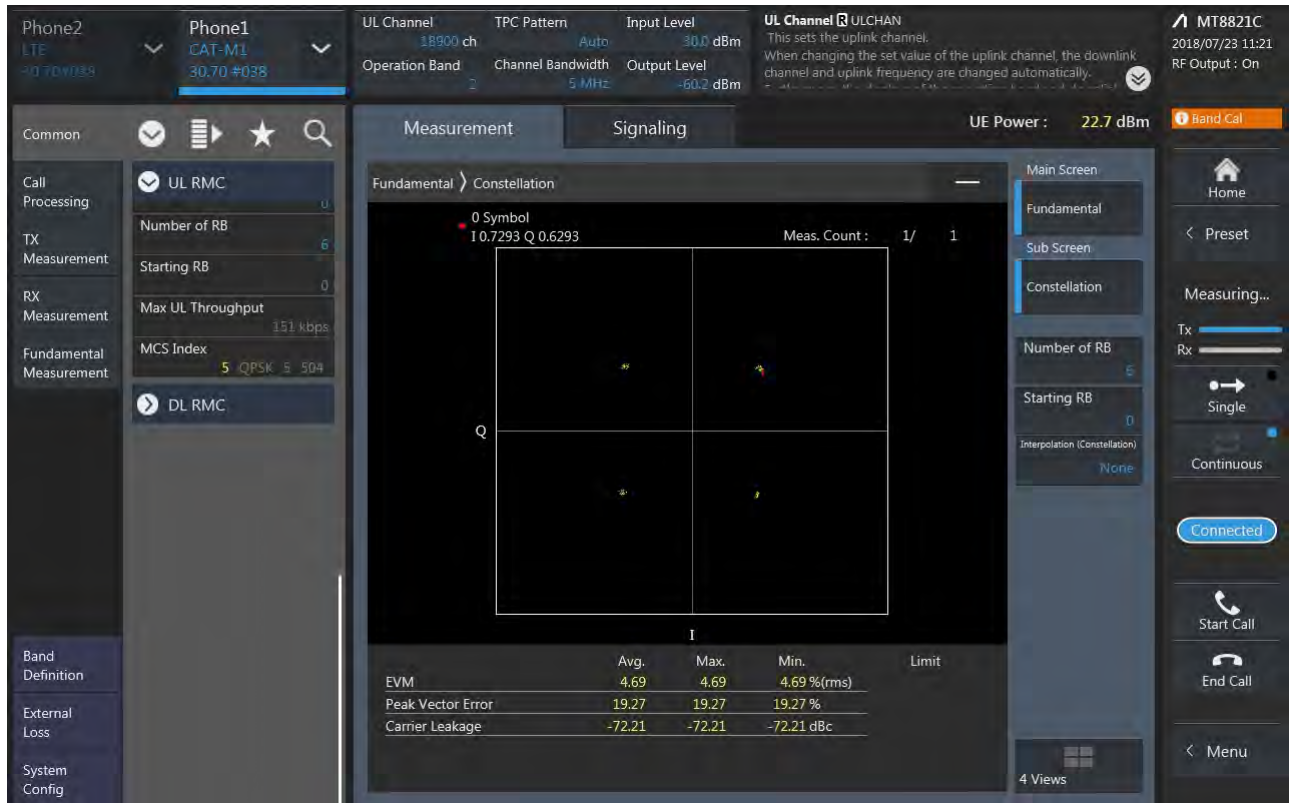 Phone2
LTE
Phone1
CAT-M1
30.70 #038
UL Channel
18900 ch
Operation Band
2
TPC Pattern
Auto
Channel Bandwidth
5 MHz
Input Level
30.0 dBm
Output Level
-60.2 dBm
UL Channel R ULCHAN
This sets the uplink channel.
When changing the set value of the uplink channel, the downlink
channel and uplink frequency are changed automatically.
MT8821C
2018/07/23 11:21
RF Output : On
Common
Call
Processing
TX
Measurement
RX
Measurement
Fundamental
Measurement
Band
Definition
External
Loss
System
Config
UL RMC
0
Number of RB
6
Starting RB
0
Max UL Throughput
151 kbps
MCS Index
5 QPSK 5 504
DL RMC
Measurement
Signaling
UE Power : 22.7 dBm
Fundamental 〉 Constellation
0 Symbol
I 0.7293 Q 0.6293
Meas. Count : 1/ 1
Q
I
Avg. Max. Min. Limit
EVM 4.69 4.69 4.69 %(rms)
Peak Vector Error 19.27 19.27 19.27 %
Carrier Leakage -72.21 -72.21 -72.21 dBc
Main Screen
Fundamental
Sub Screen
Constellation
Number of RB
6
Starting RB
0
Interpolation (Constellation)
None
4 Views
Band Cal
Home
< Preset
Measuring...
Tx
Rx
Single
Continuous
Connected
Start Call
End Call
< Menu